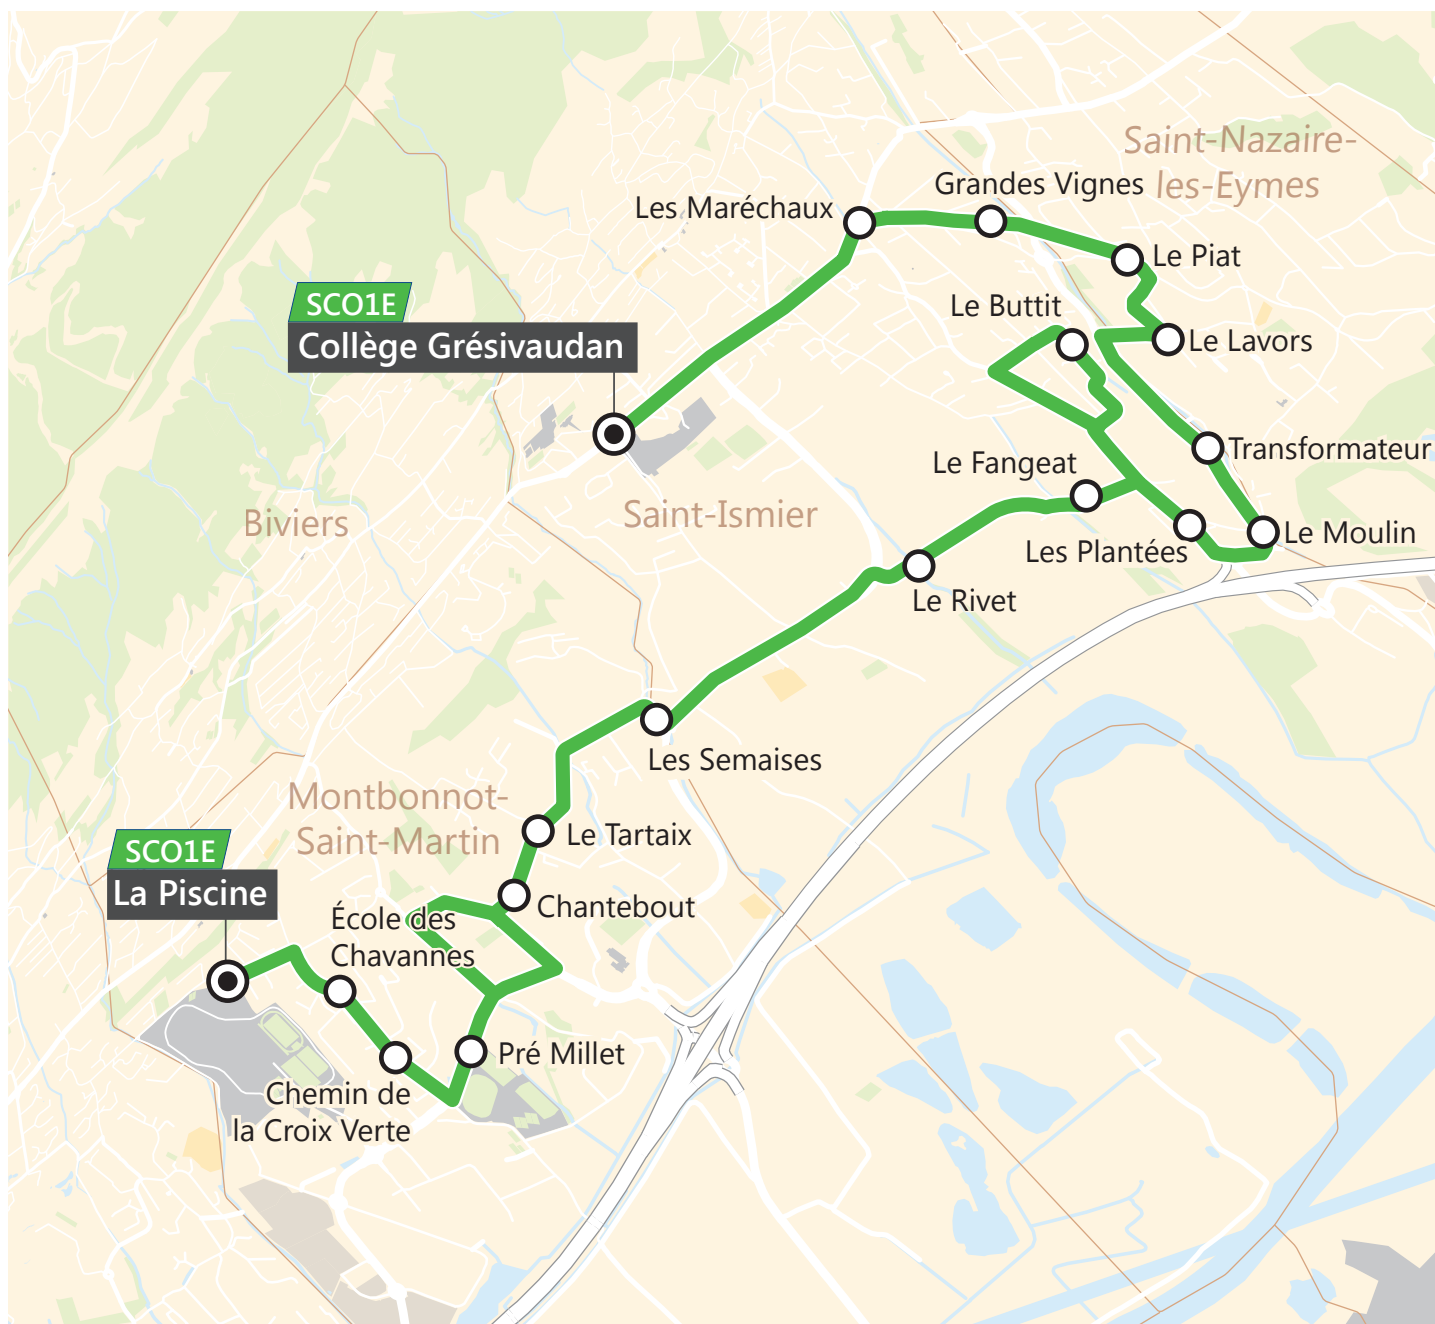 Saint-Nazaire-
les-Eymes
Grandes Vignes
Les Maréchaux
Le Piat
SCO1E
Collège Grésivaudan
Le Buttit
Le Lavors
Transformateur
Le Fangeat
Biviers
Saint-Ismier
Les Plantées
Le Moulin
Le Rivet
Les Semaises
Montbonnot-
Saint-Martin
Le Tartaix
SCO1E
La Piscine
Chantebout
École des
Chavannes
Pré Millet
Chemin de
la Croix Verte